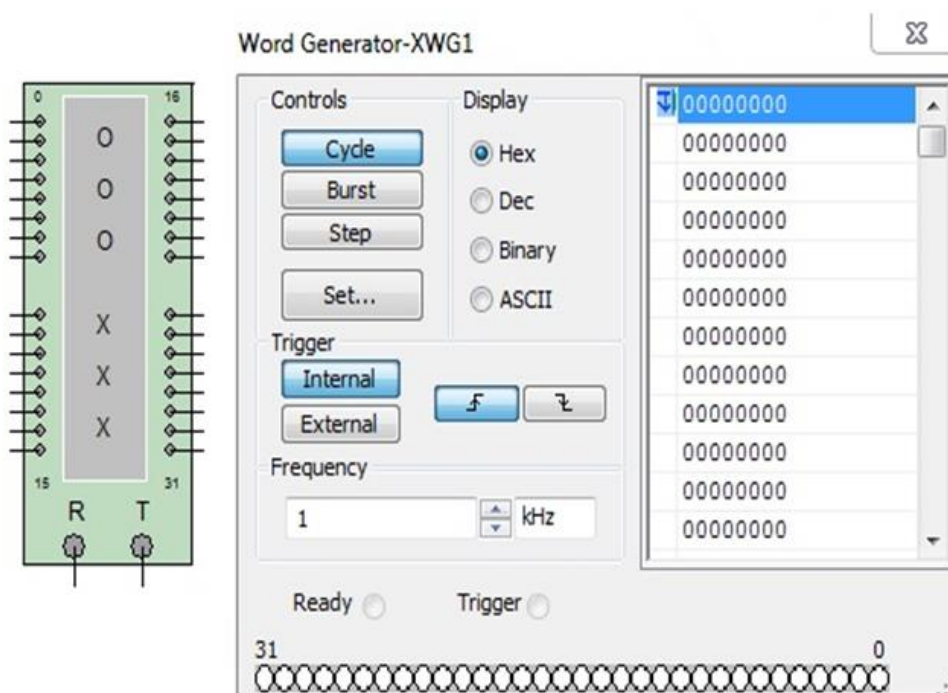 Word Generator-XWG1
0 16
O
O
O
X
X
X
15 31
R T
Controls
Cycle
Burst
Step
Set...
Display
Hex
Dec
Binary
ASCII
Trigger
Internal
External
Frequency
1 kHz
Ready Trigger
31 0
00000000
00000000
00000000
00000000
00000000
00000000
00000000
00000000
00000000
00000000
00000000
00000000